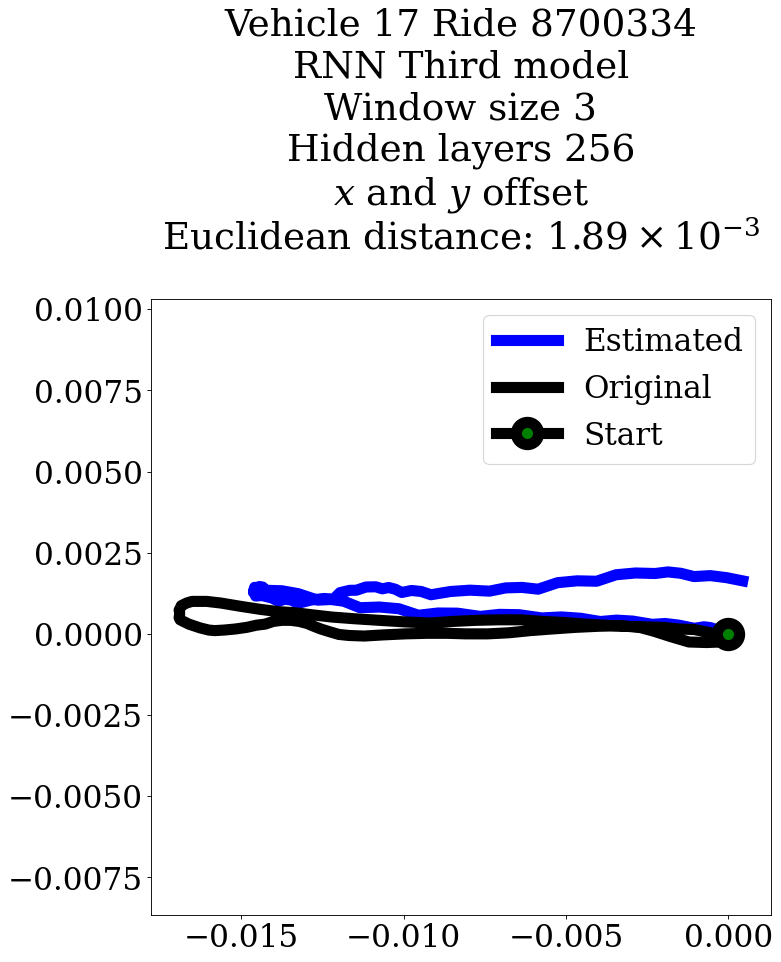 Vehicle 17 Ride 8700334
RNN Third model
Window size 3
Hidden layers 256
x and y offset
Euclidean distance: 1.89 × 10⁻³
Estimated
Original
Start
0.0100
0.0075
0.0050
0.0025
0.0000
−0.0025
−0.0050
−0.0075
−0.015 −0.010 −0.005 0.000